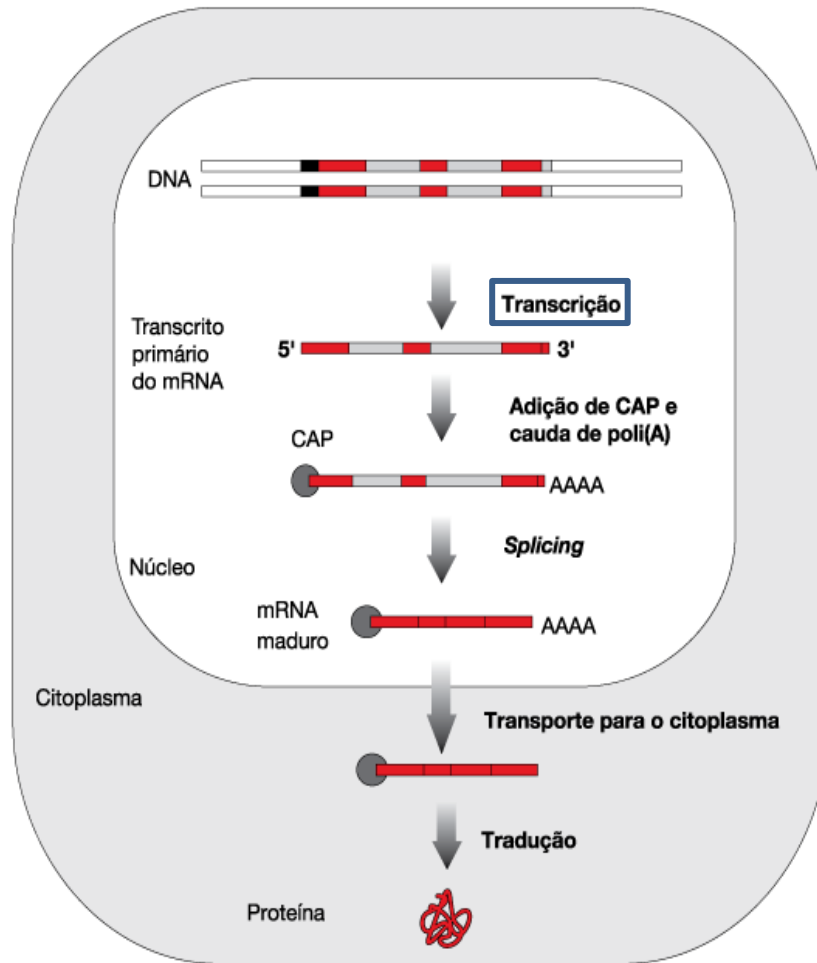 DNA
Transcrição
Transcrito
primário
do mRNA
5'
3'
Adição de CAP e
cauda de poli(A)
CAP
AAAA
Splicing
Núcleo
mRNA
maduro
AAAA
Citoplasma
Transporte para o citoplasma
Tradução
Proteína